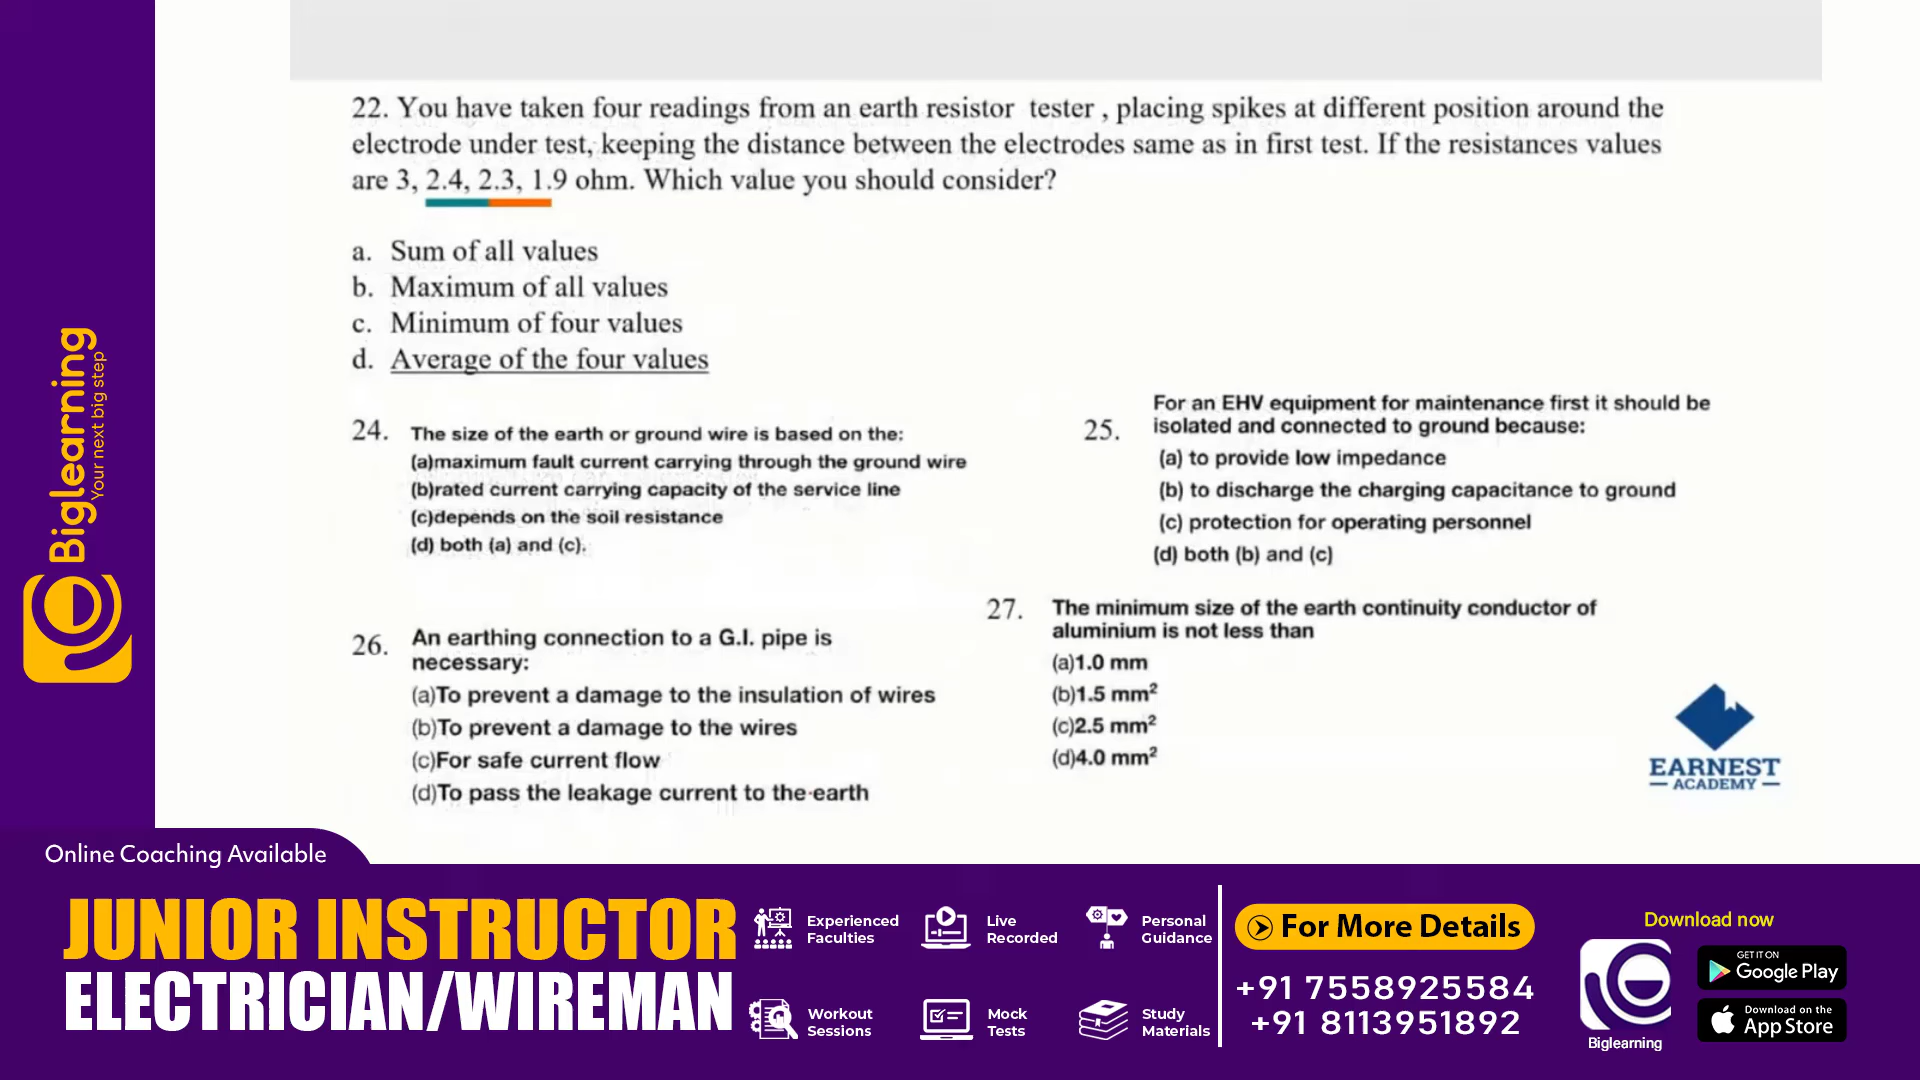 22. You have taken four readings from an earth resistor tester , placing spikes at different position around the
electrode under test, keeping the distance between the electrodes same as in first test. If the resistances values
are 3, 2.4, 2.3, 1.9 ohm. Which value you should consider?
a. Sum of all values
b. Maximum of all values
c. Minimum of four values
d. Average of the four values
24. The size of the earth or ground wire is based on the:
(a)maximum fault current carrying through the ground wire
(b)rated current carrying capacity of the service line
(c)depends on the soil resistance
(d) both (a) and (c).
25. For an EHV equipment for maintenance first it should be
isolated and connected to ground because:
(a) to provide low impedance
(b) to discharge the charging capacitance to ground
(c) protection for operating personnel
(d) both (b) and (c)
26. An earthing connection to a G.I. pipe is
necessary:
(a)To prevent a damage to the insulation of wires
(b)To prevent a damage to the wires
(c)For safe current flow
(d)To pass the leakage current to the earth
27. The minimum size of the earth continuity conductor of
aluminium is not less than
(a)1.0 mm
(b)1.5 mm²
(c)2.5 mm²
(d)4.0 mm²
EARNEST
ACADEMY
Biglearning
Your next big step
Online Coaching Available
JUNIOR INSTRUCTOR
ELECTRICIAN/WIREMAN
Experienced
Faculties
Live
Recorded
Personal
Guidance
Workout
Sessions
Mock
Tests
Study
Materials
For More Details
+91 7558925584
+91 8113951892
Download now
Biglearning
GET IT ON
Google Play
Download on the
App Store